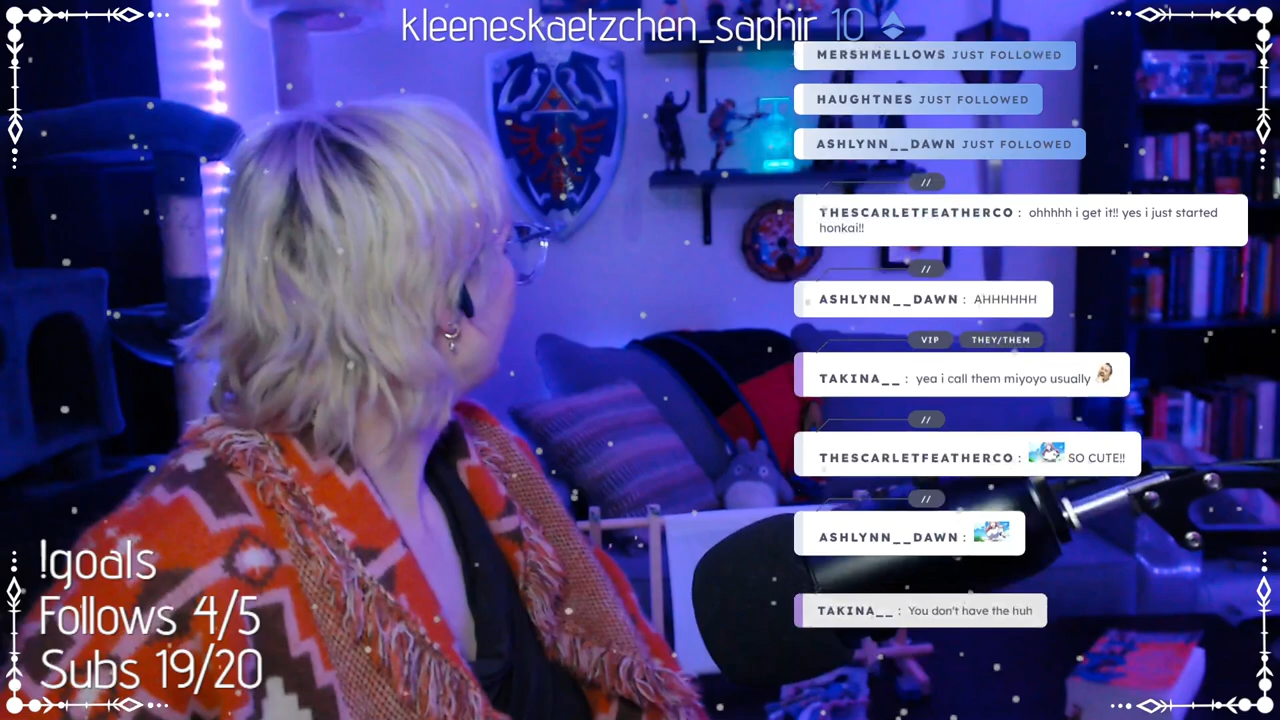 kleeneskaetzchen_saphir 10
MERSHMELLOWS JUST FOLLOWED
HAUGHTNES JUST FOLLOWED
ASHLYNN__DAWN JUST FOLLOWED
//
THESCARLETFEATHERCO : ohhhhh i get it!! yes i just started
honkai!!
//
ASHLYNN__DAWN : AHHHHHH
VIP THEY/THEM
TAKINA__ : yea i call them miyoyo usually
//
THESCARLETFEATHERCO : SO CUTE!!
//
ASHLYNN__DAWN :
TAKINA__ : You don't have the huh
!goals
Follows 4/5
Subs 19/20